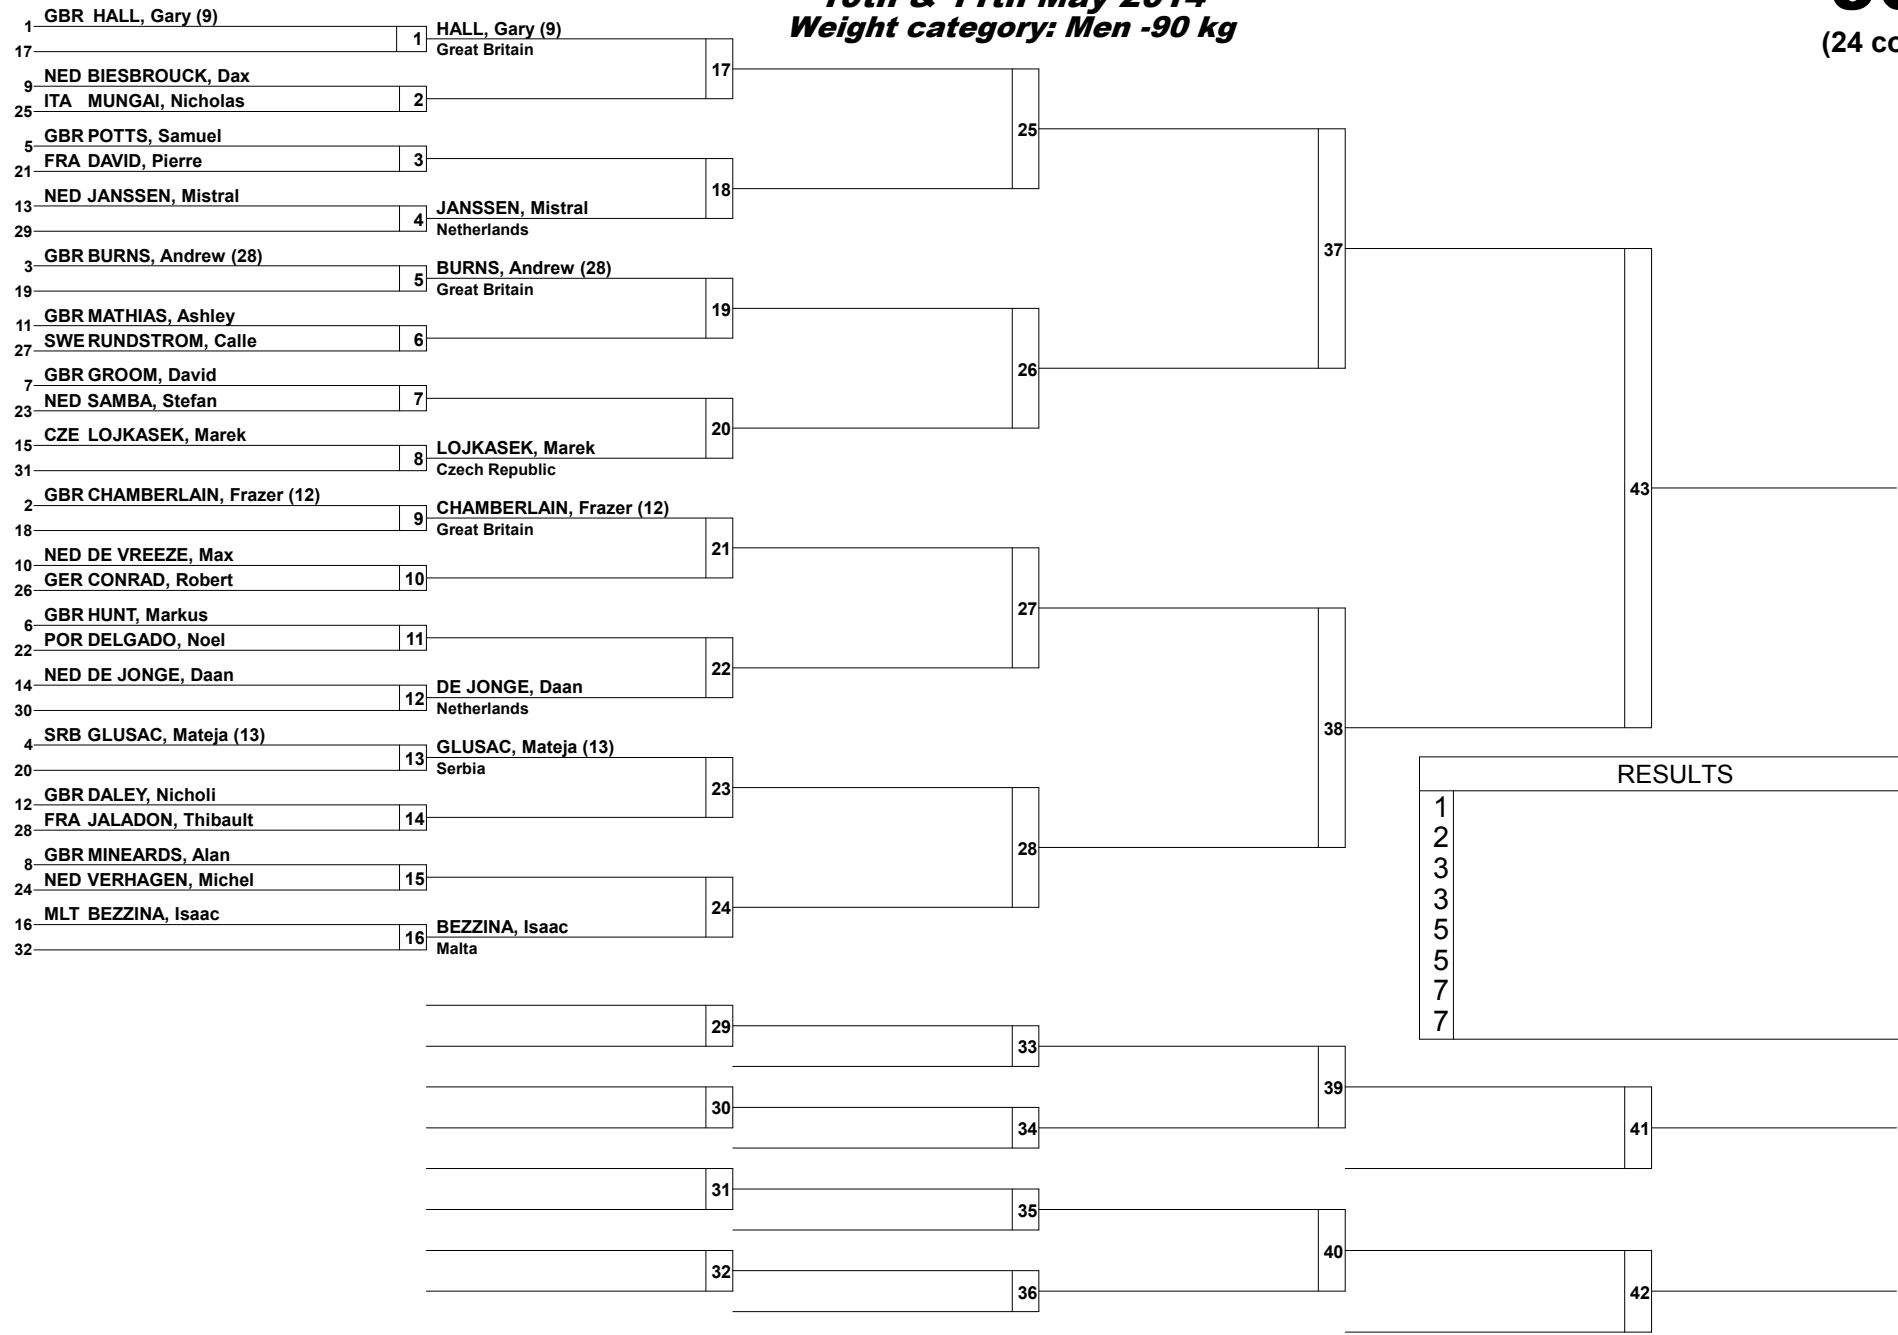 10th & 11th May 2014
Weight category: Men -90 kg
(24 co
1 GBR HALL, Gary (9)
17
1 HALL, Gary (9)
Great Britain
9 NED BIESBROUCK, Dax
25 ITA MUNGAI, Nicholas
2
17
5 GBR POTTS, Samuel
21 FRA DAVID, Pierre
3
25
13 NED JANSSEN, Mistral
29
4 JANSSEN, Mistral
Netherlands
18
3 GBR BURNS, Andrew (28)
19
5 BURNS, Andrew (28)
Great Britain
37
11 GBR MATHIAS, Ashley
27 SWE RUNDSTROM, Calle
6
19
7 GBR GROOM, David
23 NED SAMBA, Stefan
7
26
15 CZE LOJKASEK, Marek
31
8 LOJKASEK, Marek
Czech Republic
20
2 GBR CHAMBERLAIN, Frazer (12)
18
9 CHAMBERLAIN, Frazer (12)
Great Britain
43
10 NED DE VREEZE, Max
26 GER CONRAD, Robert
10
21
6 GBR HUNT, Markus
22 POR DELGADO, Noel
11
27
14 NED DE JONGE, Daan
30
12 DE JONGE, Daan
Netherlands
22
4 SRB GLUSAC, Mateja (13)
20
13 GLUSAC, Mateja (13)
Serbia
38
12 GBR DALEY, Nicholi
28 FRA JALADON, Thibault
14
23
8 GBR MINEARDS, Alan
24 NED VERHAGEN, Michel
15
28
16 MLT BEZZINA, Isaac
32
16 BEZZINA, Isaac
Malta
24
RESULTS
1
2
3
3
5
5
7
7
29
33
39
30
34
41
31
35
40
32
36
42